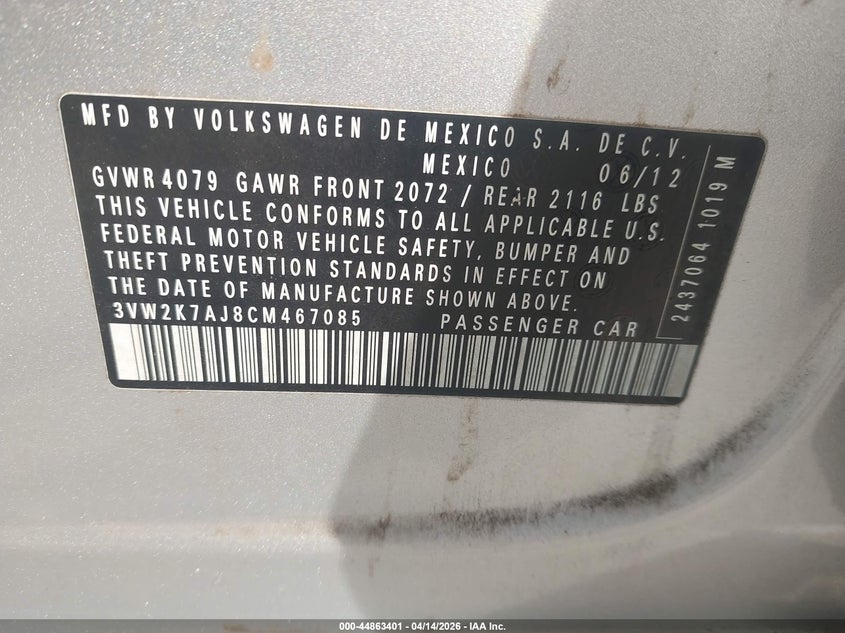 MFD BY VOLKSWAGEN DE MEXICO S.A. DE C.V.
MEXICO 06/12
GVWR 4079 GAWR FRONT 2072 / REAR 2116 LBS
THIS VEHICLE CONFORMS TO ALL APPLICABLE U.S.
FEDERAL MOTOR VEHICLE SAFETY, BUMPER AND
THEFT PREVENTION STANDARDS IN EFFECT ON
THE DATE OF MANUFACTURE SHOWN ABOVE.
3VW2K7AJ8CM467085 PASSENGER CAR
2437064 1019 M
000-44863401 - 04/14/2026 - IAA Inc.